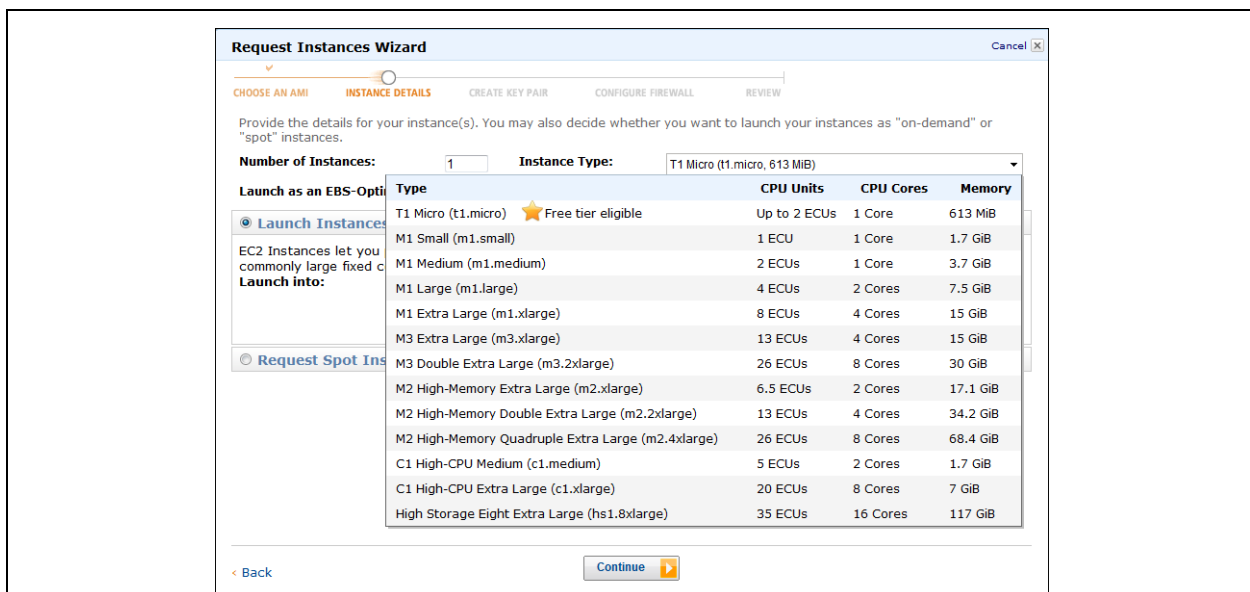 Request Instances Wizard
Cancel
CHOOSE AN AMI INSTANCE DETAILS CREATE KEY PAIR CONFIGURE FIREWALL REVIEW
Provide the details for your instance(s). You may also decide whether you want to launch your instances as "on-demand" or
"spot" instances.
Number of Instances: 1 Instance Type: T1 Micro (t1.micro, 613 MiB)
Launch as an EBS-Opti
Type CPU Units CPU Cores Memory
T1 Micro (t1.micro) Free tier eligible Up to 2 ECUs 1 Core 613 MiB
Launch Instances
M1 Small (m1.small) 1 ECU 1 Core 1.7 GiB
EC2 Instances let you
M1 Medium (m1.medium) 2 ECUs 1 Core 3.7 GiB
commonly large fixed c
Launch into:
M1 Large (m1.large) 4 ECUs 2 Cores 7.5 GiB
M1 Extra Large (m1.xlarge) 8 ECUs 4 Cores 15 GiB
M3 Extra Large (m3.xlarge) 13 ECUs 4 Cores 15 GiB
Request Spot Ins
M3 Double Extra Large (m3.2xlarge) 26 ECUs 8 Cores 30 GiB
M2 High-Memory Extra Large (m2.xlarge) 6.5 ECUs 2 Cores 17.1 GiB
M2 High-Memory Double Extra Large (m2.2xlarge) 13 ECUs 4 Cores 34.2 GiB
M2 High-Memory Quadruple Extra Large (m2.4xlarge) 26 ECUs 8 Cores 68.4 GiB
C1 High-CPU Medium (c1.medium) 5 ECUs 2 Cores 1.7 GiB
C1 High-CPU Extra Large (c1.xlarge) 20 ECUs 8 Cores 7 GiB
High Storage Eight Extra Large (hs1.8xlarge) 35 ECUs 16 Cores 117 GiB
< Back
Continue